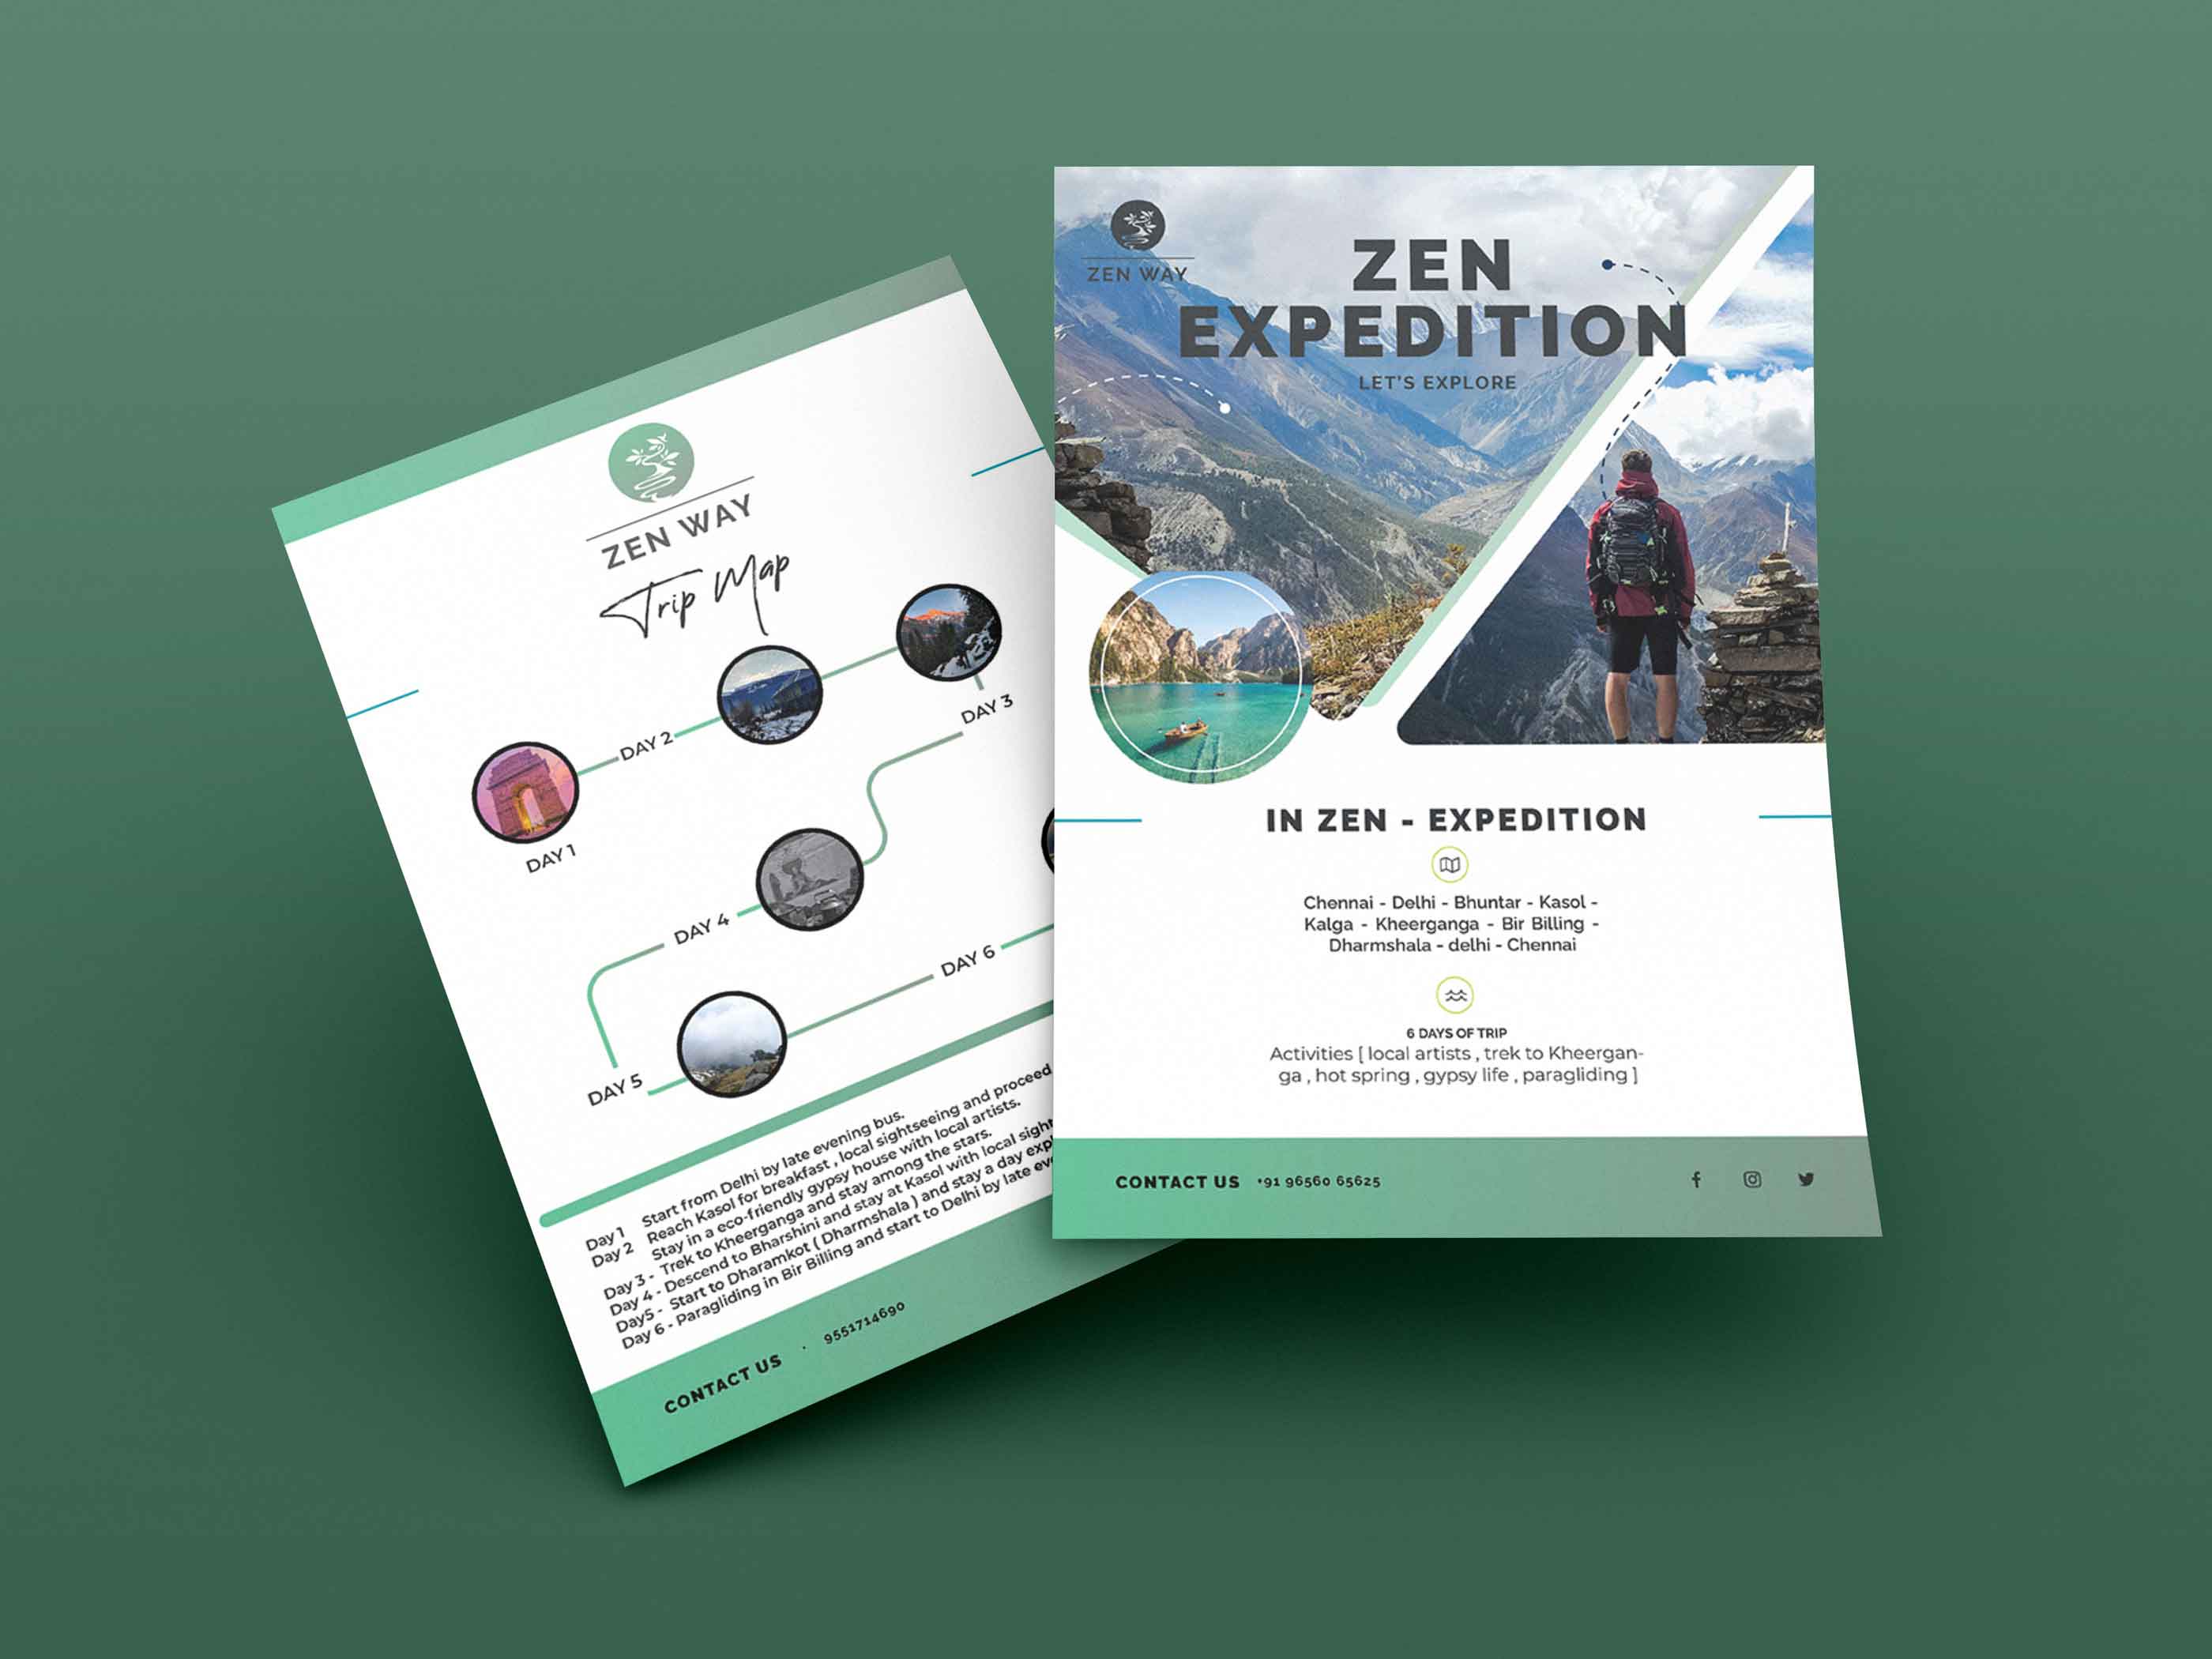 ZEN WAY
Trip Map
DAY 1
DAY 2
DAY 3
DAY 4
DAY 5
DAY 6
Day 1 Start from Delhi by late evening bus.
Day 2 Reach Kasol for breakfast , local sightseeing and proceed
Stay in a eco-friendly gypsy house with local artists.
Day 3 - Trek to Kheerganga and stay among the stars.
Day 4 - Descend to Bharshini and stay at Kasol with local sight
Day5 - Start to Dharamkot ( Dharmshala ) and stay a day exp
Day 6 - Paragliding in Bir Billing and start to Delhi by late ev
CONTACT US . 9551714690
ZEN WAY
ZEN
EXPEDITION
LET'S EXPLORE
IN ZEN - EXPEDITION
Chennai - Delhi - Bhuntar - Kasol -
Kalga - Kheerganga - Bir Billing -
Dharmshala - delhi - Chennai
6 DAYS OF TRIP
Activities [ local artists , trek to Kheergan-
ga , hot spring , gypsy life , paragliding ]
CONTACT US +91 96560 65625